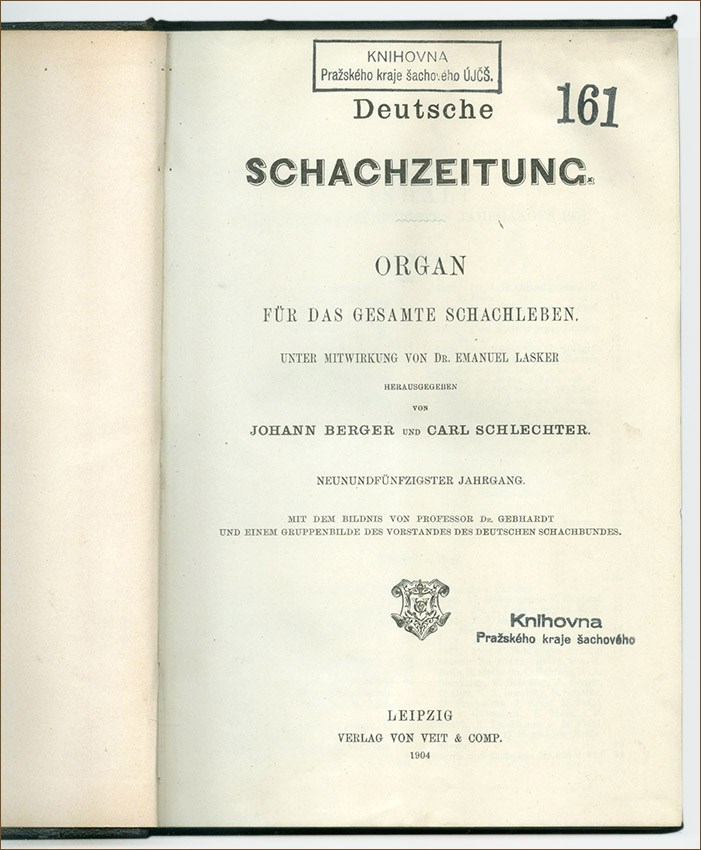 KNIHOVNA
Pražského kraje šachového ÚJČŠ.
161
Deutsche
SCHACHZEITUNG.
ORGAN
FÜR DAS GESAMTE SCHACHLEBEN.
UNTER MITWIRKUNG VON DR. EMANUEL LASKER
HERAUSGEGEBEN
VON
JOHANN BERGER UND CARL SCHLECHTER.
NEUNUNDFÜNFZIGSTER JAHRGANG.
MIT DEM BILDNIS VON PROFESSOR DR. GEBHARDT
UND EINEM GRUPPENBILDE DES VORSTANDES DES DEUTSCHEN SCHACHBUNDES.
Knihovna
Pražského kraje šachového
LEIPZIG
VERLAG VON VEIT & COMP.
1904